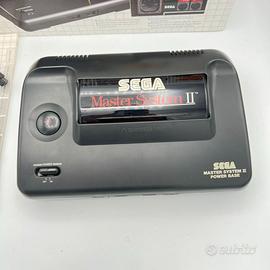 SEGA
Master System II
SEGA
MASTER SYSTEM II
POWER BASE
subito